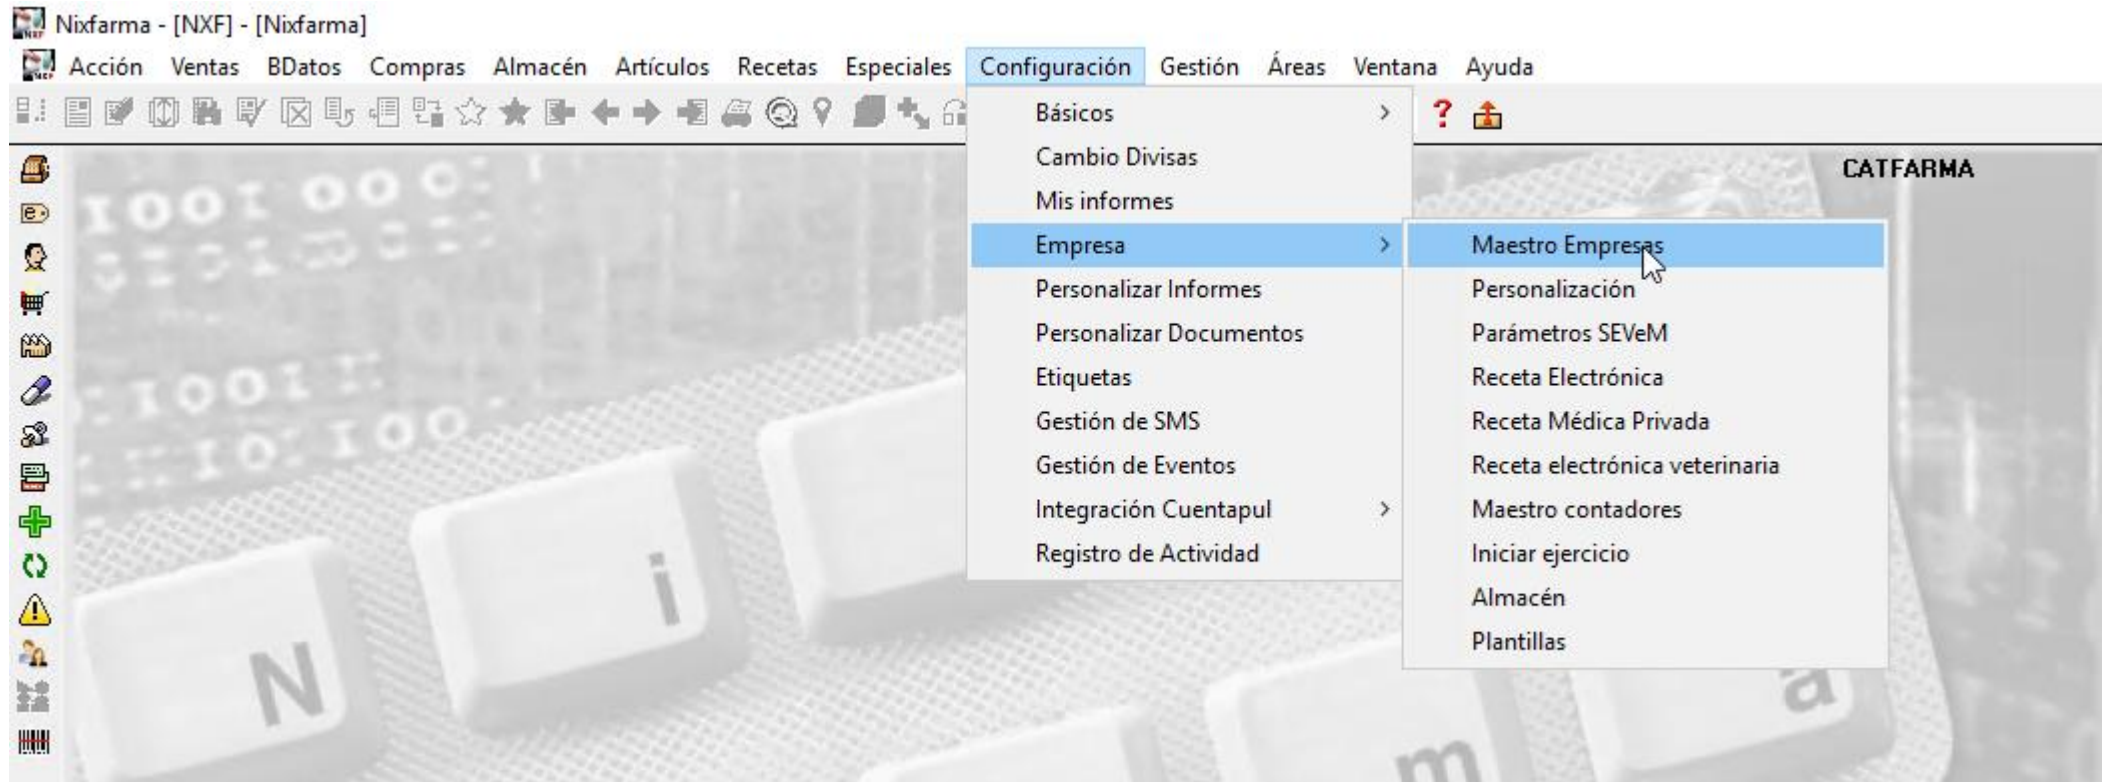 Nixfarma - [NXF] - [Nixfarma]
Acción Ventas BDatos Compras Almacén Artículos Recetas Especiales Configuración Gestión Áreas Ventana Ayuda
Básicos
Cambio Divisas
Mis informes
Empresa
Personalizar Informes
Personalizar Documentos
Etiquetas
Gestión de SMS
Gestión de Eventos
Integración Cuentapul
Registro de Actividad
Maestro Empresas
Personalización
Parámetros SEVeM
Receta Electrónica
Receta Médica Privada
Receta electrónica veterinaria
Maestro contadores
Iniciar ejercicio
Almacén
Plantillas
CATFARMA
N i m a